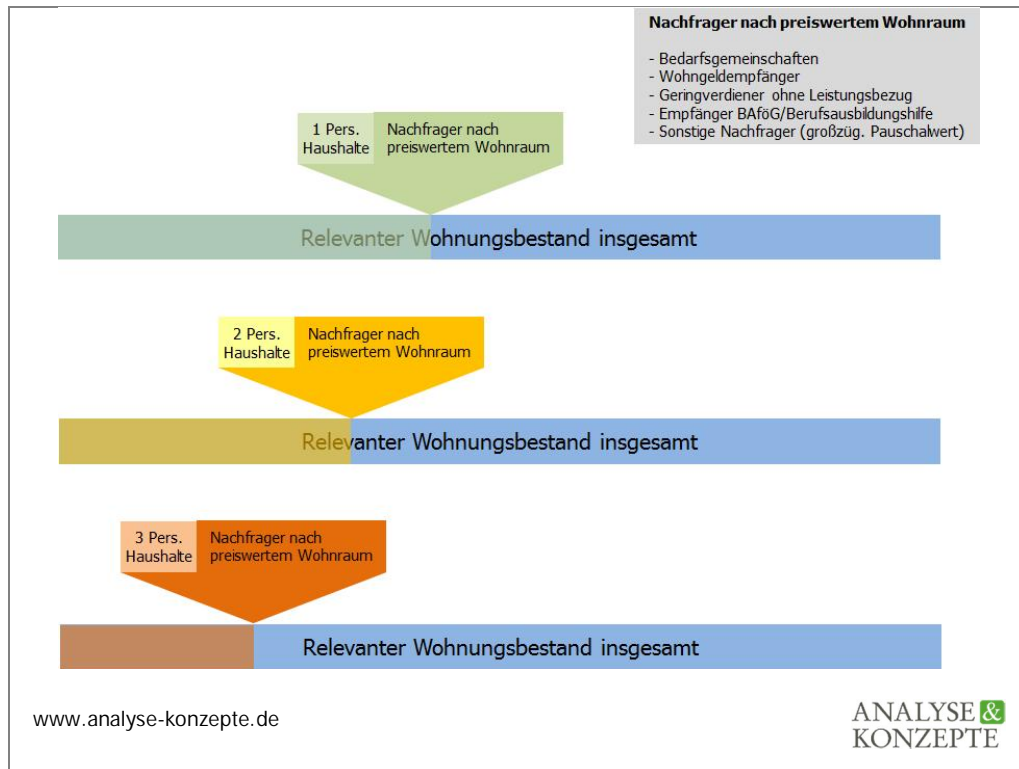 Nachfrager nach preiswertem Wohnraum
- Bedarfsgemeinschaften
- Wohngeldempfänger
- Geringverdiener ohne Leistungsbezug
- Empfänger BAföG/Berufsausbildungshilfe
- Sonstige Nachfrager (großzüg. Pauschalwert)
1 Pers.
Haushalte
Nachfrager nach
preiswertem Wohnraum
Relevanter Wohnungsbestand insgesamt
2 Pers.
Haushalte
Nachfrager nach
preiswertem Wohnraum
Relevanter Wohnungsbestand insgesamt
3 Pers.
Haushalte
Nachfrager nach
preiswertem Wohnraum
Relevanter Wohnungsbestand insgesamt
www.analyse-konzepte.de
ANALYSE &
KONZEPTE